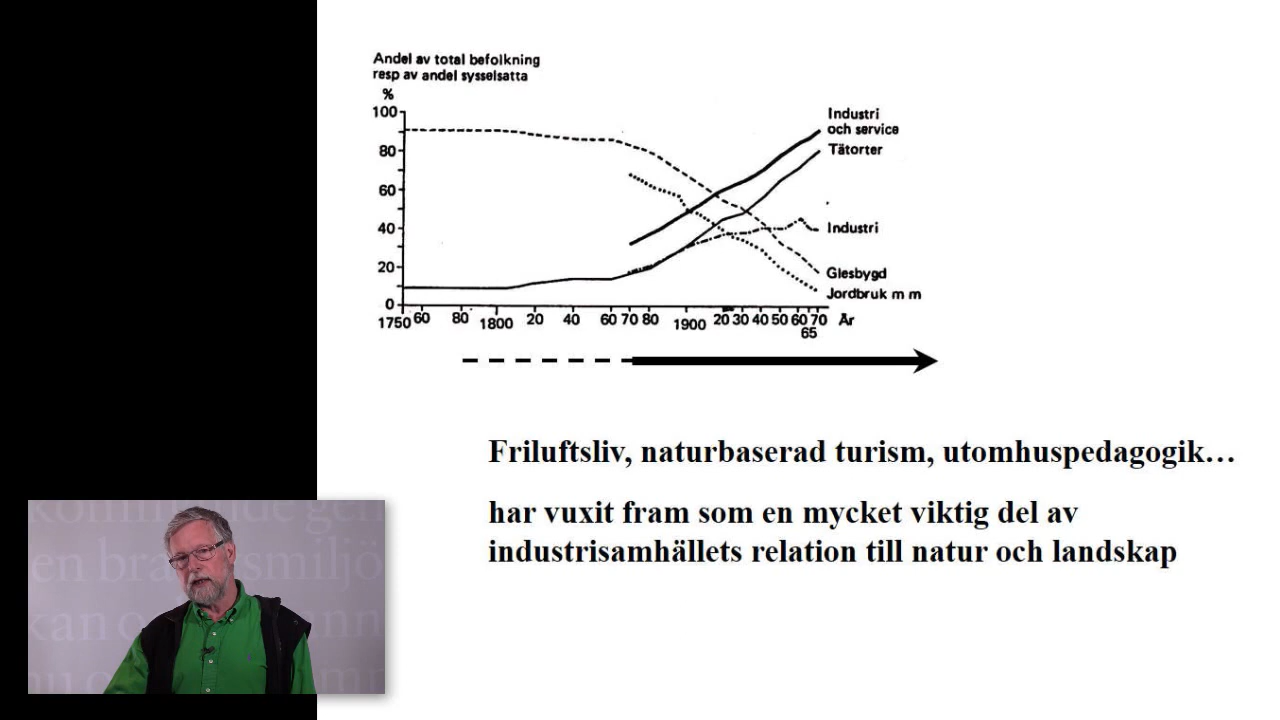 Andel av total befolkning
resp av andel sysselsatta
%
100
80
60
40
20
0
Industri
och service
Tätorter
Industri
Glesbygd
Jordbruk m m
1750 60 80 1800 20 40 60 70 80 1900 20 30 40 50 60 70 År
65
Friluftsliv, naturbaserad turism, utomhuspedagogik…
har vuxit fram som en mycket viktig del av
industrisamhällets relation till natur och landskap